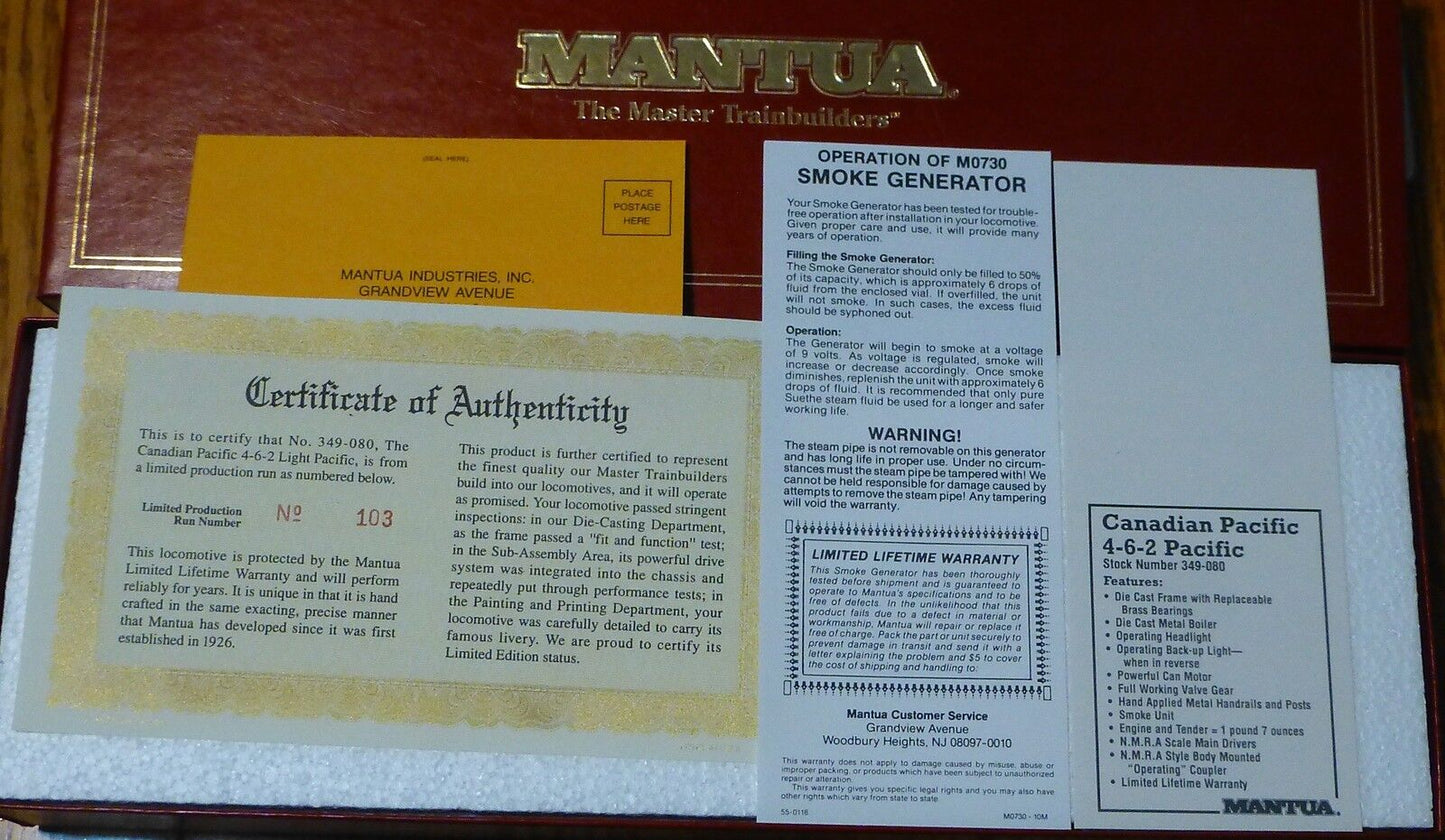 MANTUA®
The Master Trainbuilders™
(SEAL HERE)
PLACE
POSTAGE
HERE
MANTUA INDUSTRIES, INC.
GRANDVIEW AVENUE
Certificate of Authenticity
This is to certify that No. 349-080, The
Canadian Pacific 4-6-2 Light Pacific, is from
a limited production run as numbered below.
Limited Production
Run Number
Nº 103
This locomotive is protected by the Mantua
Limited Lifetime Warranty and will perform
reliably for years. It is unique in that it is hand
crafted in the same exacting, precise manner
that Mantua has developed since it was first
established in 1926.
This product is further certified to represent
the finest quality our Master Trainbuilders
build into our locomotives, and it will operate
as promised. Your locomotive passed stringent
inspections: in our Die-Casting Department,
as the frame passed a "fit and function" test;
in the Sub-Assembly Area, its powerful drive
system was integrated into the chassis and
repeatedly put through performance tests; in
the Painting and Printing Department, your
locomotive was carefully detailed to carry its
famous livery. We are proud to certify its
Limited Edition status.
OPERATION OF M0730
SMOKE GENERATOR
Your Smoke Generator has been tested for trouble-
free operation after installation in your locomotive.
Given proper care and use, it will provide many
years of operation.
Filling the Smoke Generator:
The Smoke Generator should only be filled to 50%
of its capacity, which is approximately 6 drops of
fluid from the enclosed vial. If overfilled, the unit
will not smoke. In such cases, the excess fluid
should be syphoned out.
Operation:
The Generator will begin to smoke at a voltage
of 9 volts. As voltage is regulated, smoke will
increase or decrease accordingly. Once smoke
diminishes, replenish the unit with approximately 6
drops of fluid. It is recommended that only pure
Suethe steam fluid be used for a longer and safer
working life.
WARNING!
The steam pipe is not removable on this generator
and has long life in proper use. Under no circum-
stances must the steam pipe be tampered with! We
cannot be held responsible for damage caused by
attempts to remove the steam pipe! Any tampering
will void the warranty.
LIMITED LIFETIME WARRANTY
This Smoke Generator has been thoroughly
tested before shipment and is guaranteed to
operate to Mantua's specifications and to be
free of defects. In the unlikelihood that this
product fails due to a defect in material or
workmanship, Mantua will repair or replace it
free of charge. Pack the part or unit securely to
prevent damage in transit and send it with a
letter explaining the problem and $5 to cover
the cost of shipping and handling to:
Mantua Customer Service
Grandview Avenue
Woodbury Heights, NJ 08097-0010
This warranty does not apply to damage caused by misuse, abuse or
improper packing, or products which have been subject to unauthorized
repair or alteration.
This warranty gives you specific legal rights and you may also have
other rights which vary from state to state
55-0116
M0730 - 10M
Canadian Pacific
4-6-2 Pacific
Stock Number 349-080
Features:
• Die Cast Frame with Replaceable
Brass Bearings
• Die Cast Metal Boiler
• Operating Headlight
• Operating Back-up Light—
when in reverse
• Powerful Can Motor
• Full Working Valve Gear
• Hand Applied Metal Handrails and Posts
• Smoke Unit
• Engine and Tender = 1 pound 7 ounces
• N.M.R.A Scale Main Drivers
• N.M.R.A Style Body Mounted
"Operating" Coupler
• Limited Lifetime Warranty
MANTUA®